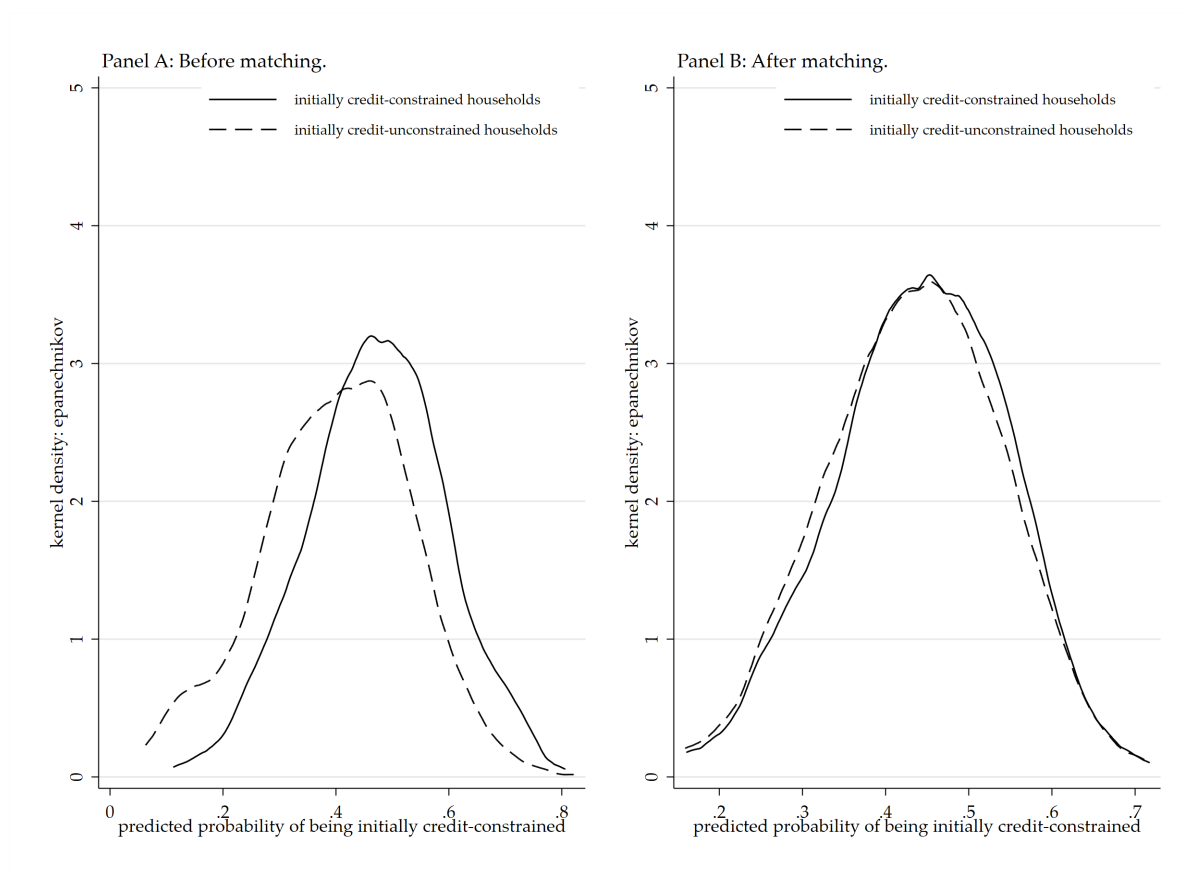 Panel A: Before matching.
initially credit-constrained households
initially credit-unconstrained households
kernel density: epanechnikov
5
4
3
2
1
0
0 .2 .4 .6 .8
predicted probability of being initially credit-constrained
Panel B: After matching.
initially credit-constrained households
initially credit-unconstrained households
kernel density: epanechnikov
5
4
3
2
1
0
.2 .3 .4 .5 .6 .7
predicted probability of being initially credit-constrained